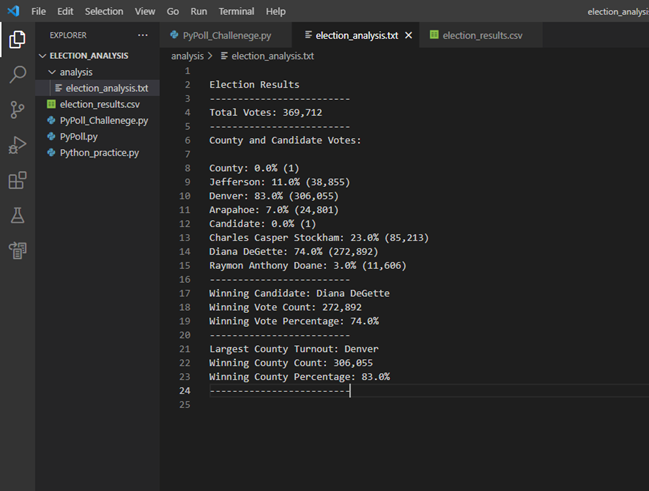 File Edit Selection View Go Run Terminal Help
election_analysis
EXPLORER
ELECTION_ANALYSIS
analysis
election_analysis.txt
election_results.csv
PyPoll_Challenege.py
PyPoll.py
Python_practice.py
PyPoll_Challenege.py election_analysis.txt election_results.csv
analysis > election_analysis.txt
1
2 Election Results
3 -------------------------
4 Total Votes: 369,712
5 -------------------------
6 County and Candidate Votes:
7
8 County: 0.0% (1)
9 Jefferson: 11.0% (38,855)
10 Denver: 83.0% (306,055)
11 Arapahoe: 7.0% (24,801)
12 Candidate: 0.0% (1)
13 Charles Casper Stockham: 23.0% (85,213)
14 Diana DeGette: 74.0% (272,892)
15 Raymon Anthony Doane: 3.0% (11,606)
16 -------------------------
17 Winning Candidate: Diana DeGette
18 Winning Vote Count: 272,892
19 Winning Vote Percentage: 74.0%
20 -------------------------
21 Largest County Turnout: Denver
22 Winning County Count: 306,055
23 Winning County Percentage: 83.0%
24 -------------------------
25